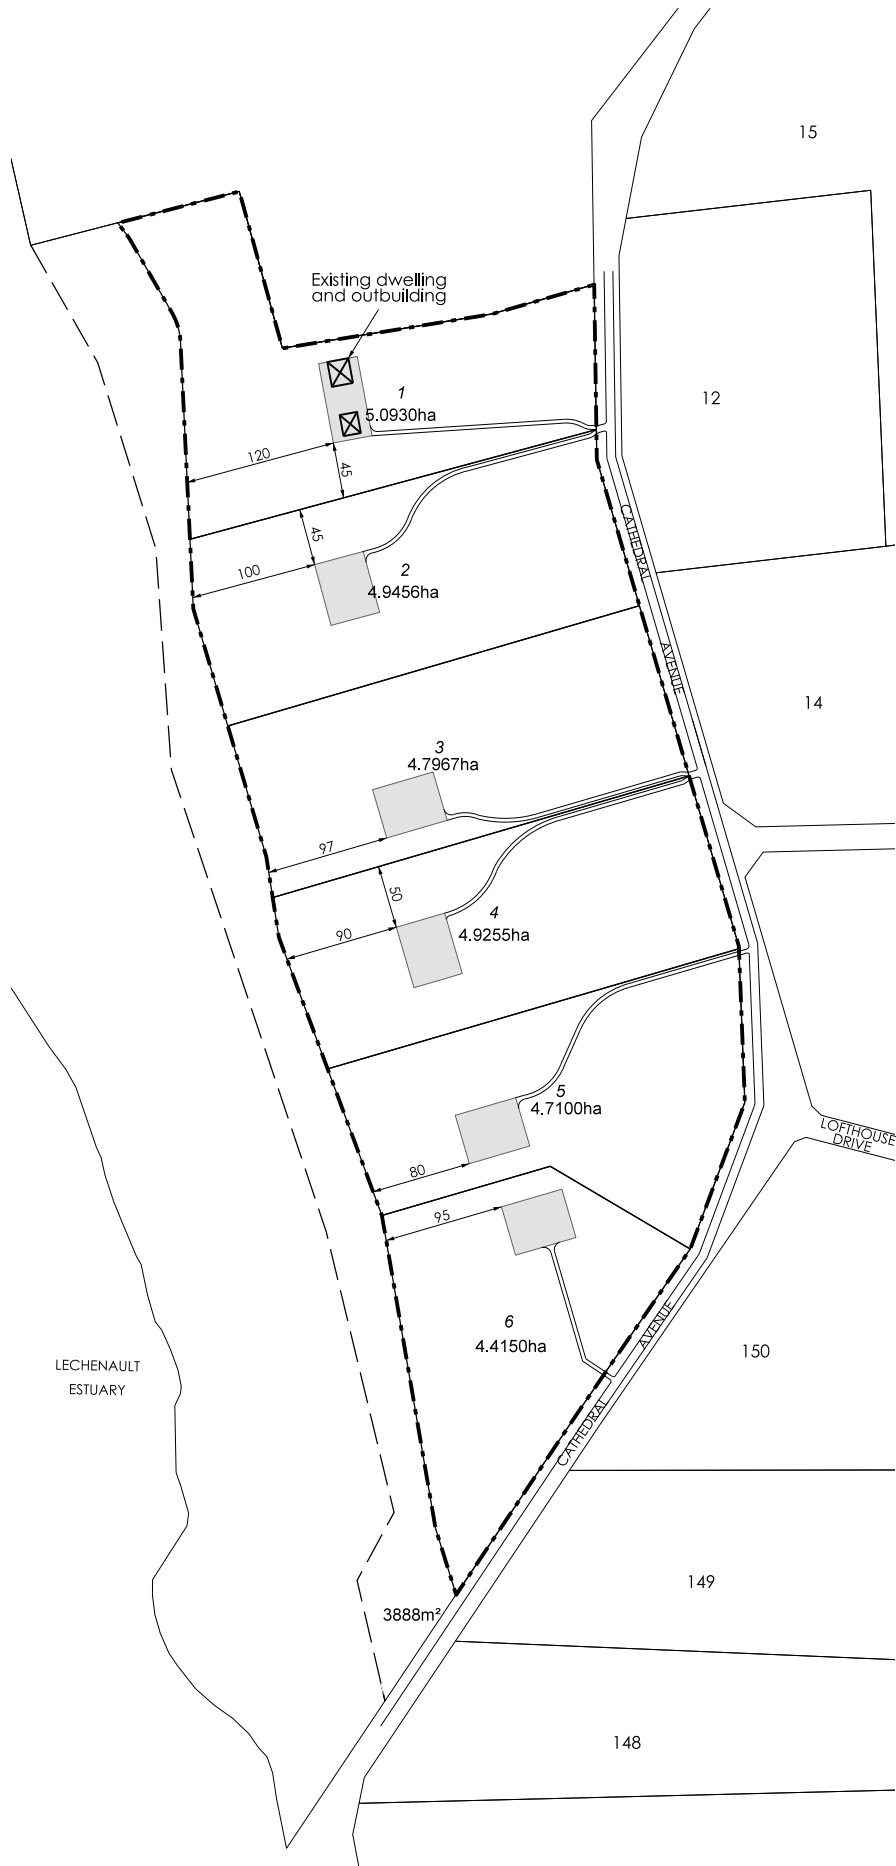 15
Existing dwelling
and outbuilding
1
5.0930ha
12
120
45
45
100
2
4.9456ha
CATHEDRAL
AVENUE
14
3
4.7967ha
97
50
90
4
4.9255ha
5
4.7100ha
LOFTHOUSE
DRIVE
80
95
6
4.4150ha
AVENUE
CATHEDRAL
150
LECHENAULT
ESTUARY
149
3888m²
148